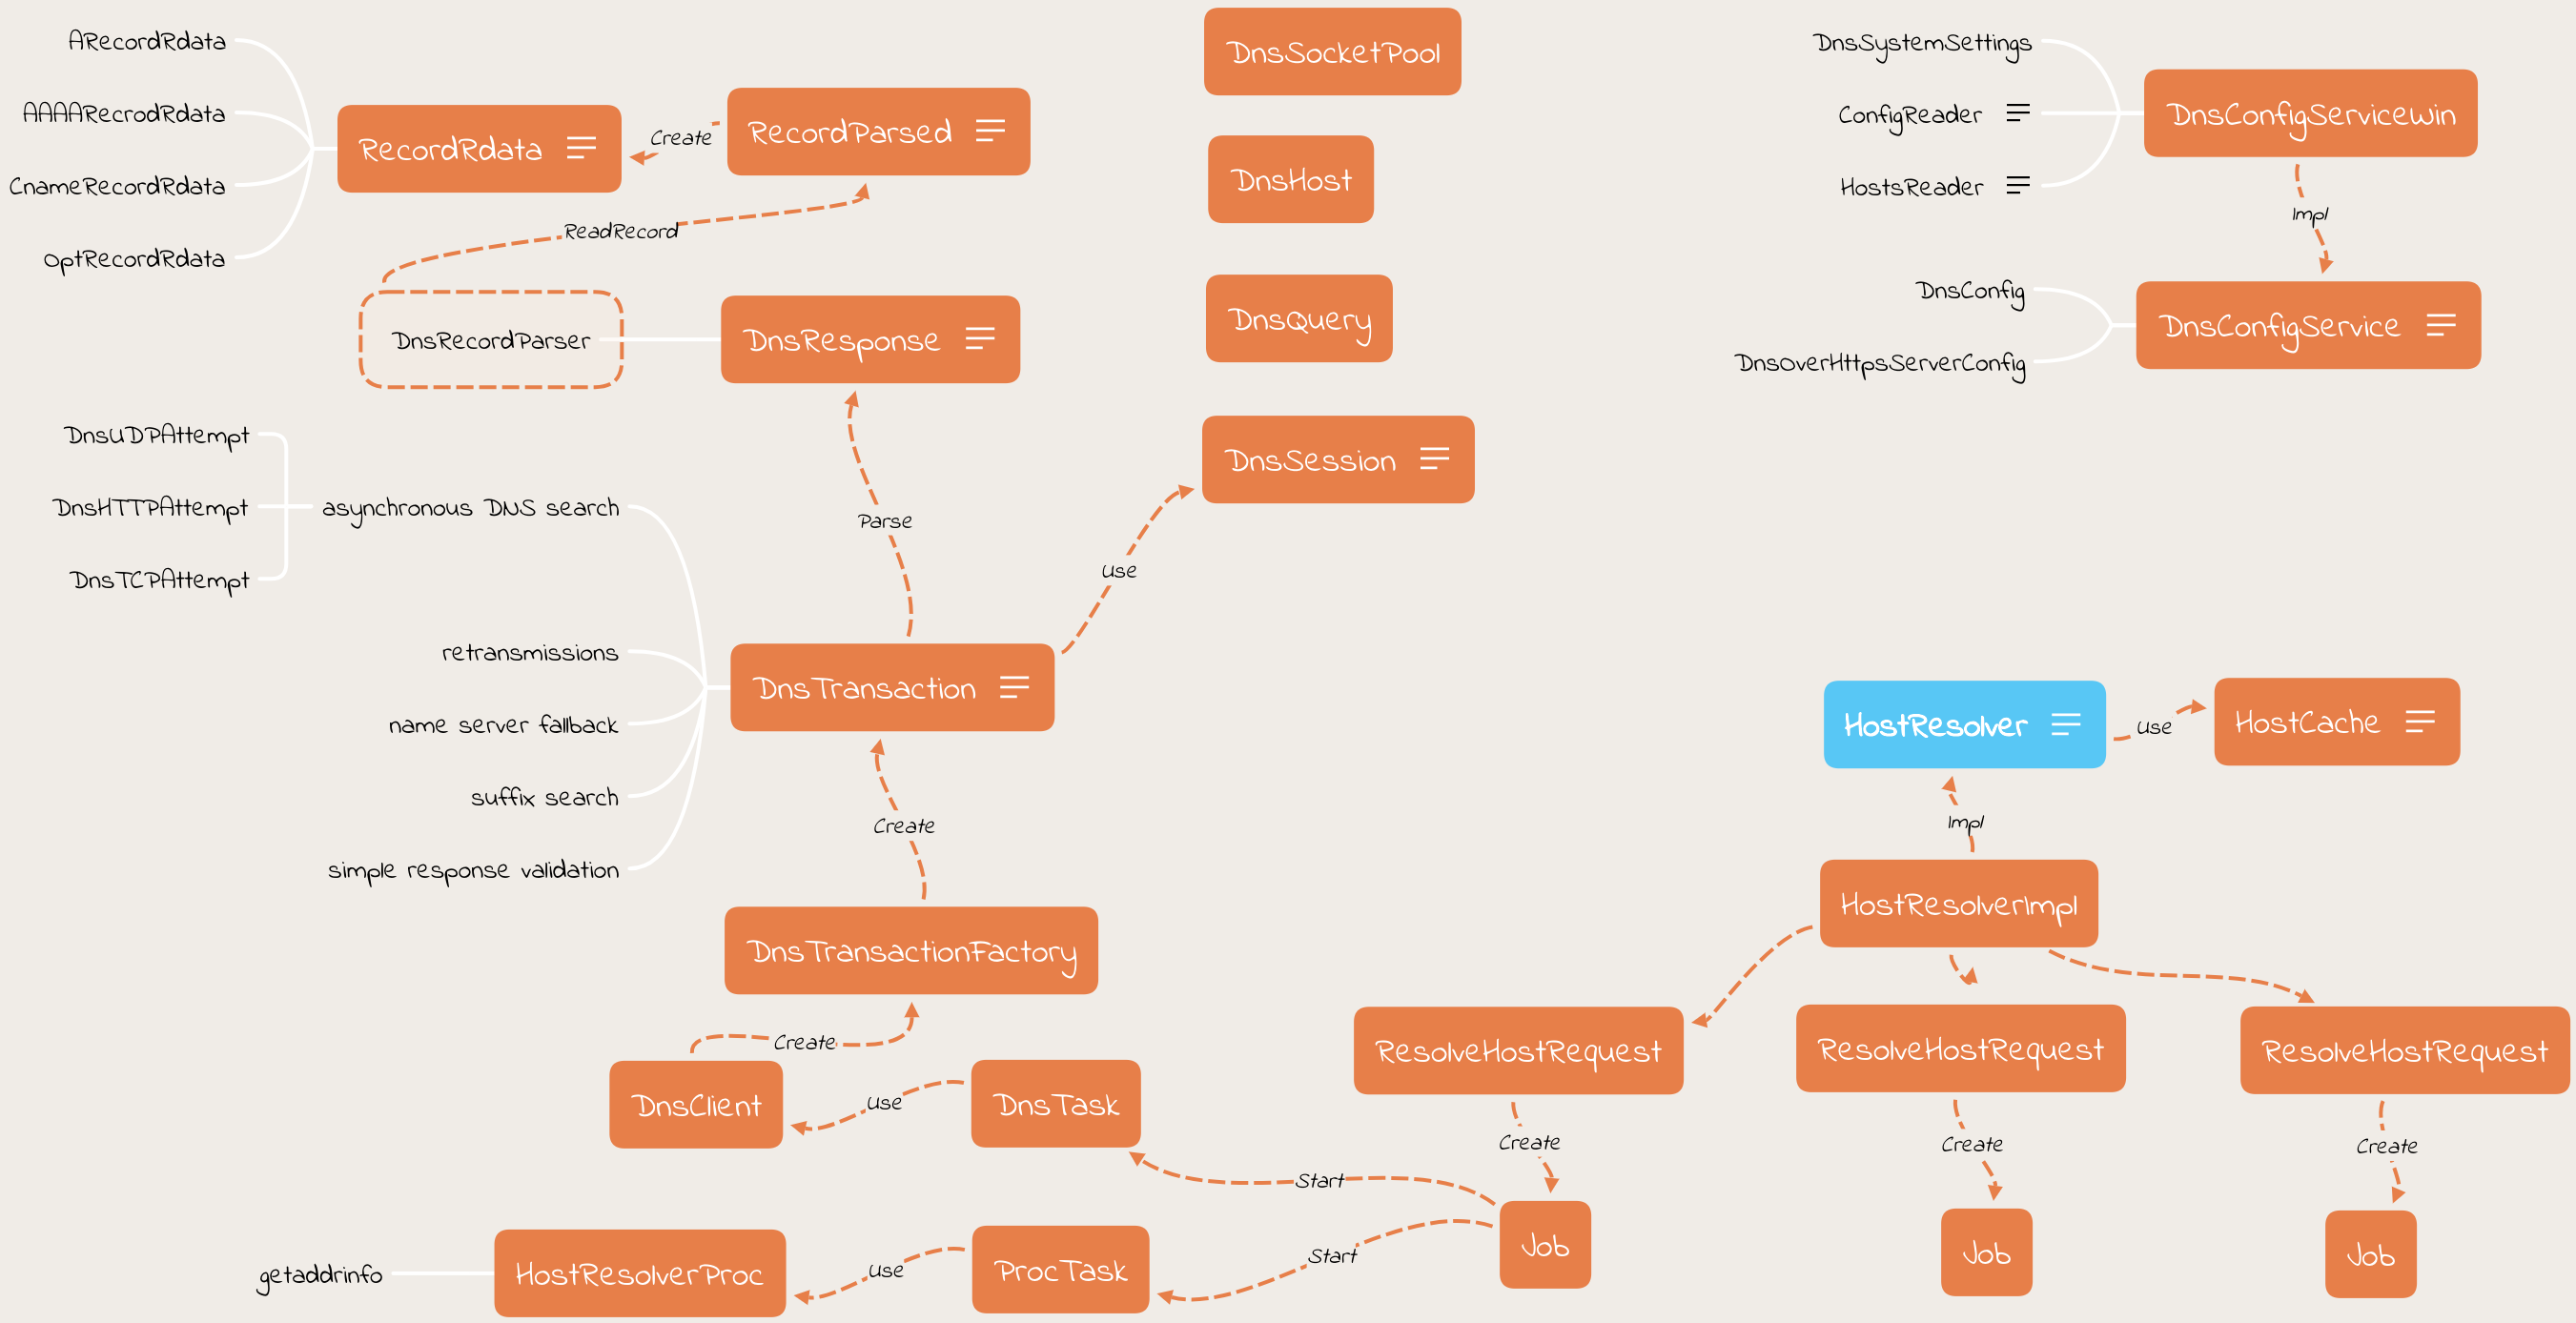 ARecordRdata
AAAARecrodRdata
CnameRecordRdata
OptRecordRdata
RecordRdata
Create
RecordParsed
ReadRecord
DnsRecordParser
DnsResponse
DnsSocketPool
DnsHost
DnsQuery
DnsSession
DnsSystemSettings
ConfigReader
HostsReader
DnsConfigServiceWin
Impl
DnsConfig
DnsOverHttpsServerConfig
DnsConfigService
DnsUDPAttempt
DnsHTTPAttempt
DnsTCPAttempt
asynchronous DNS search
retransmissions
name server fallback
suffix search
simple response validation
Parse
Use
DnsTransaction
Create
DnsTransactionFactory
Create
DnsClient
Use
DnsTask
Start
getaddrinfo
HostResolverProc
Use
ProcTask
Start
HostResolver
Use
HostCache
Impl
HostResolverImpl
ResolveHostRequest
ResolveHostRequest
ResolveHostRequest
Create
Create
Create
Job
Job
Job